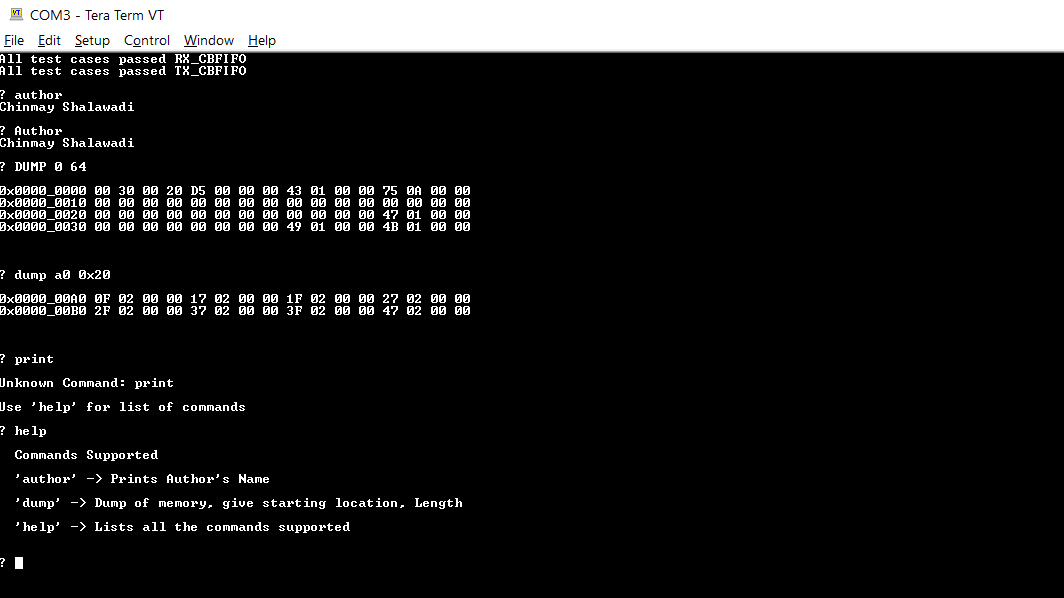 VT COM3 - Tera Term VT
File Edit Setup Control Window Help
All test cases passed RX_CBFIFO
All test cases passed TX_CBFIFO
? author
Chinmay Shalawadi
? Author
Chinmay Shalawadi
? DUMP 0 64
0x0000_0000 00 30 00 20 D5 00 00 00 43 01 00 00 75 0A 00 00
0x0000_0010 00 00 00 00 00 00 00 00 00 00 00 00 00 00 00 00
0x0000_0020 00 00 00 00 00 00 00 00 00 00 00 00 47 01 00 00
0x0000_0030 00 00 00 00 00 00 00 00 49 01 00 00 4B 01 00 00
? dump a0 0x20
0x0000_00A0 0F 02 00 00 17 02 00 00 1F 02 00 00 27 02 00 00
0x0000_00B0 2F 02 00 00 37 02 00 00 3F 02 00 00 47 02 00 00
? print
Unknown Command: print
Use 'help' for list of commands
? help
Commands Supported
'author' -> Prints Author's Name
'dump' -> Dump of memory, give starting location, Length
'help' -> Lists all the commands supported
?